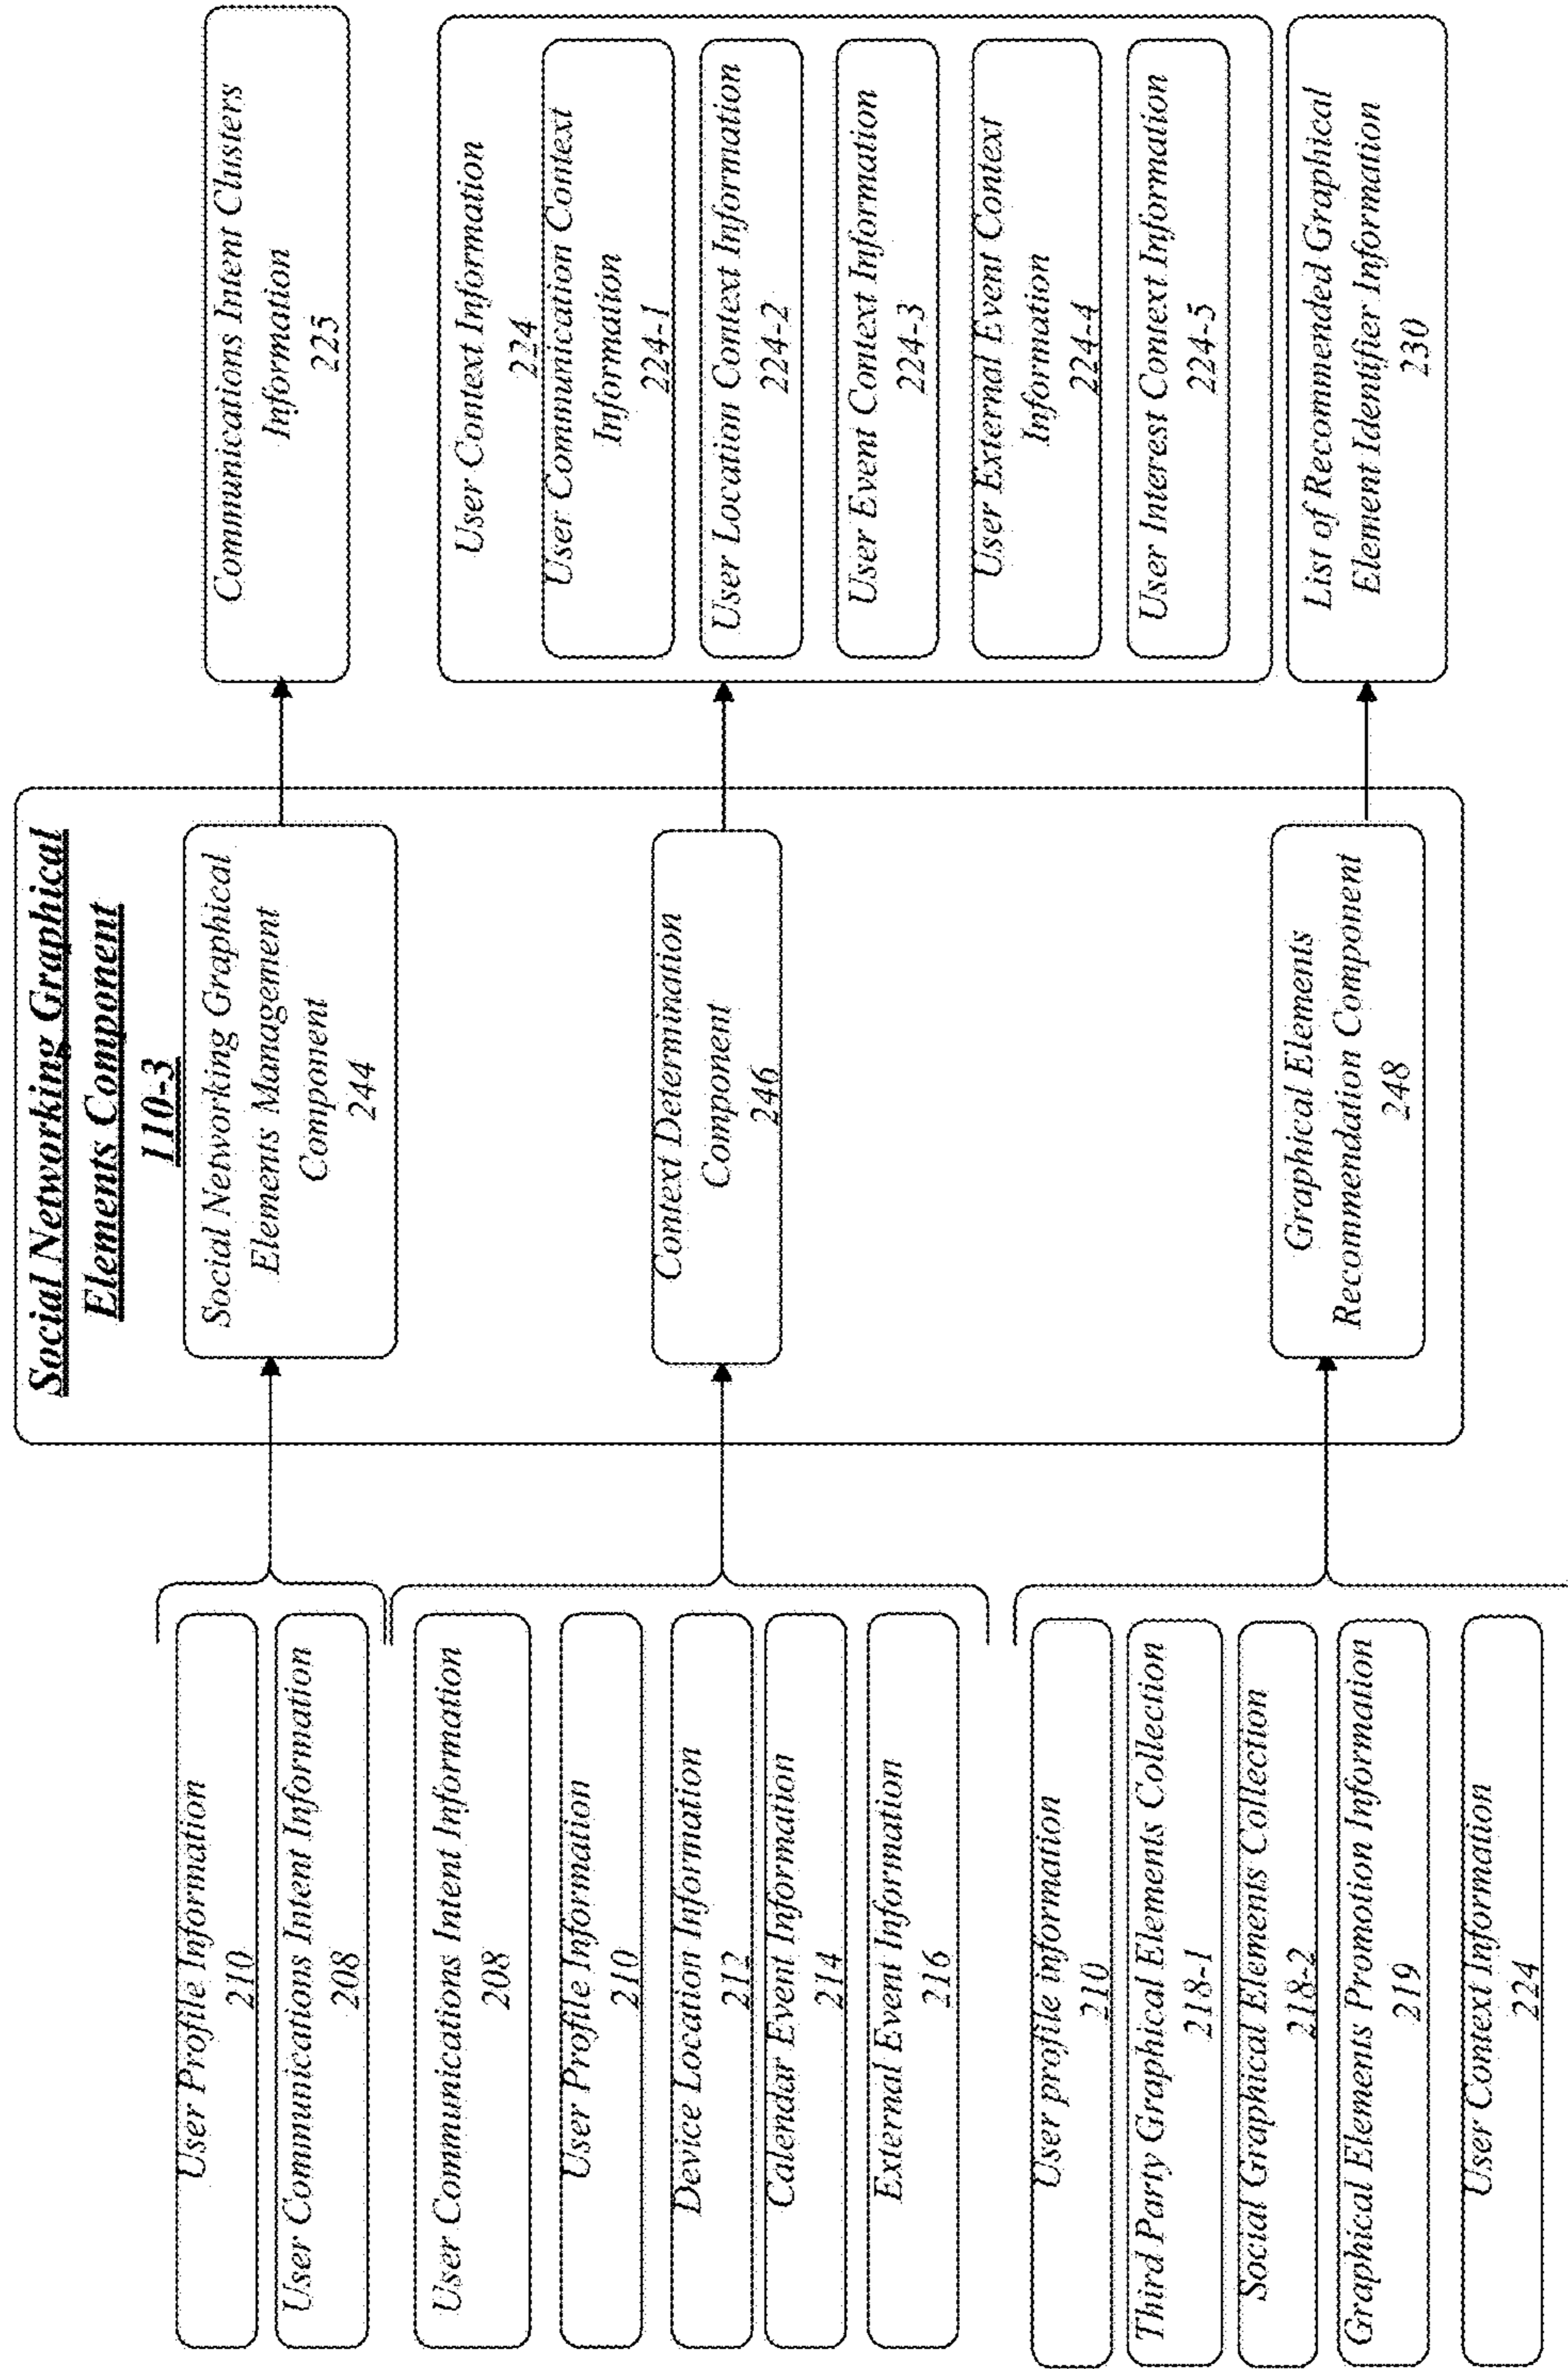 Social Networking Graphical
Elements Component
110-3
User Profile Information
210
User Communications Intent Information
208
User Communications Intent Information
208
User Profile Information
210
Device Location Information
212
Calendar Event Information
214
External Event Information
216
User profile information
210
Third Party Graphical Elements Collection
218-1
Social Graphical Elements Collection
218-2
Graphical Elements Promotion Information
219
User Context Information
224
Social Networking Graphical
Elements Management
Component
244
Context Determination
Component
246
Graphical Elements
Recommendation Component
248
Communications Intent Clusters
Information
225
User Context Information
224
User Communication Context
Information
224-1
User Location Context Information
224-2
User Event Context Information
224-3
User External Event Context
Information
224-4
User Interest Context Information
224-5
List of Recommended Graphical
Element Identifier Information
230